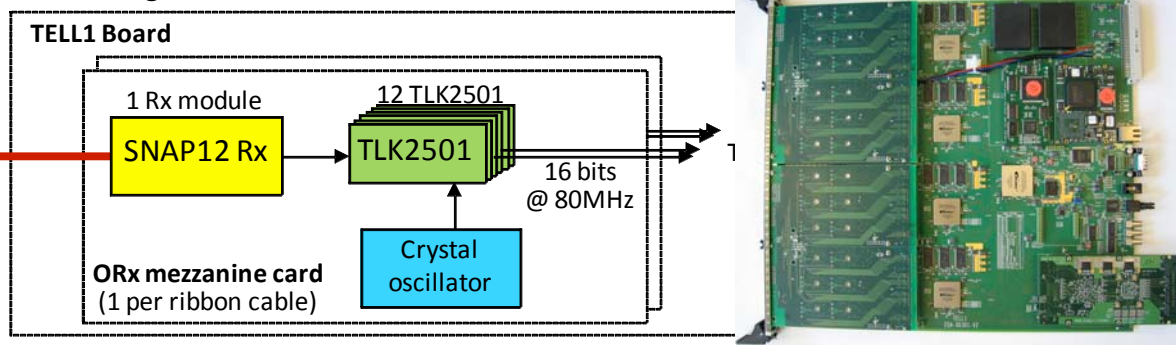 TELL1 Board
1 Rx module
12 TLK2501
SNAP12 Rx
TLK2501
T
16 bits
@ 80MHz
Crystal
oscillator
ORx mezzanine card
(1 per ribbon cable)